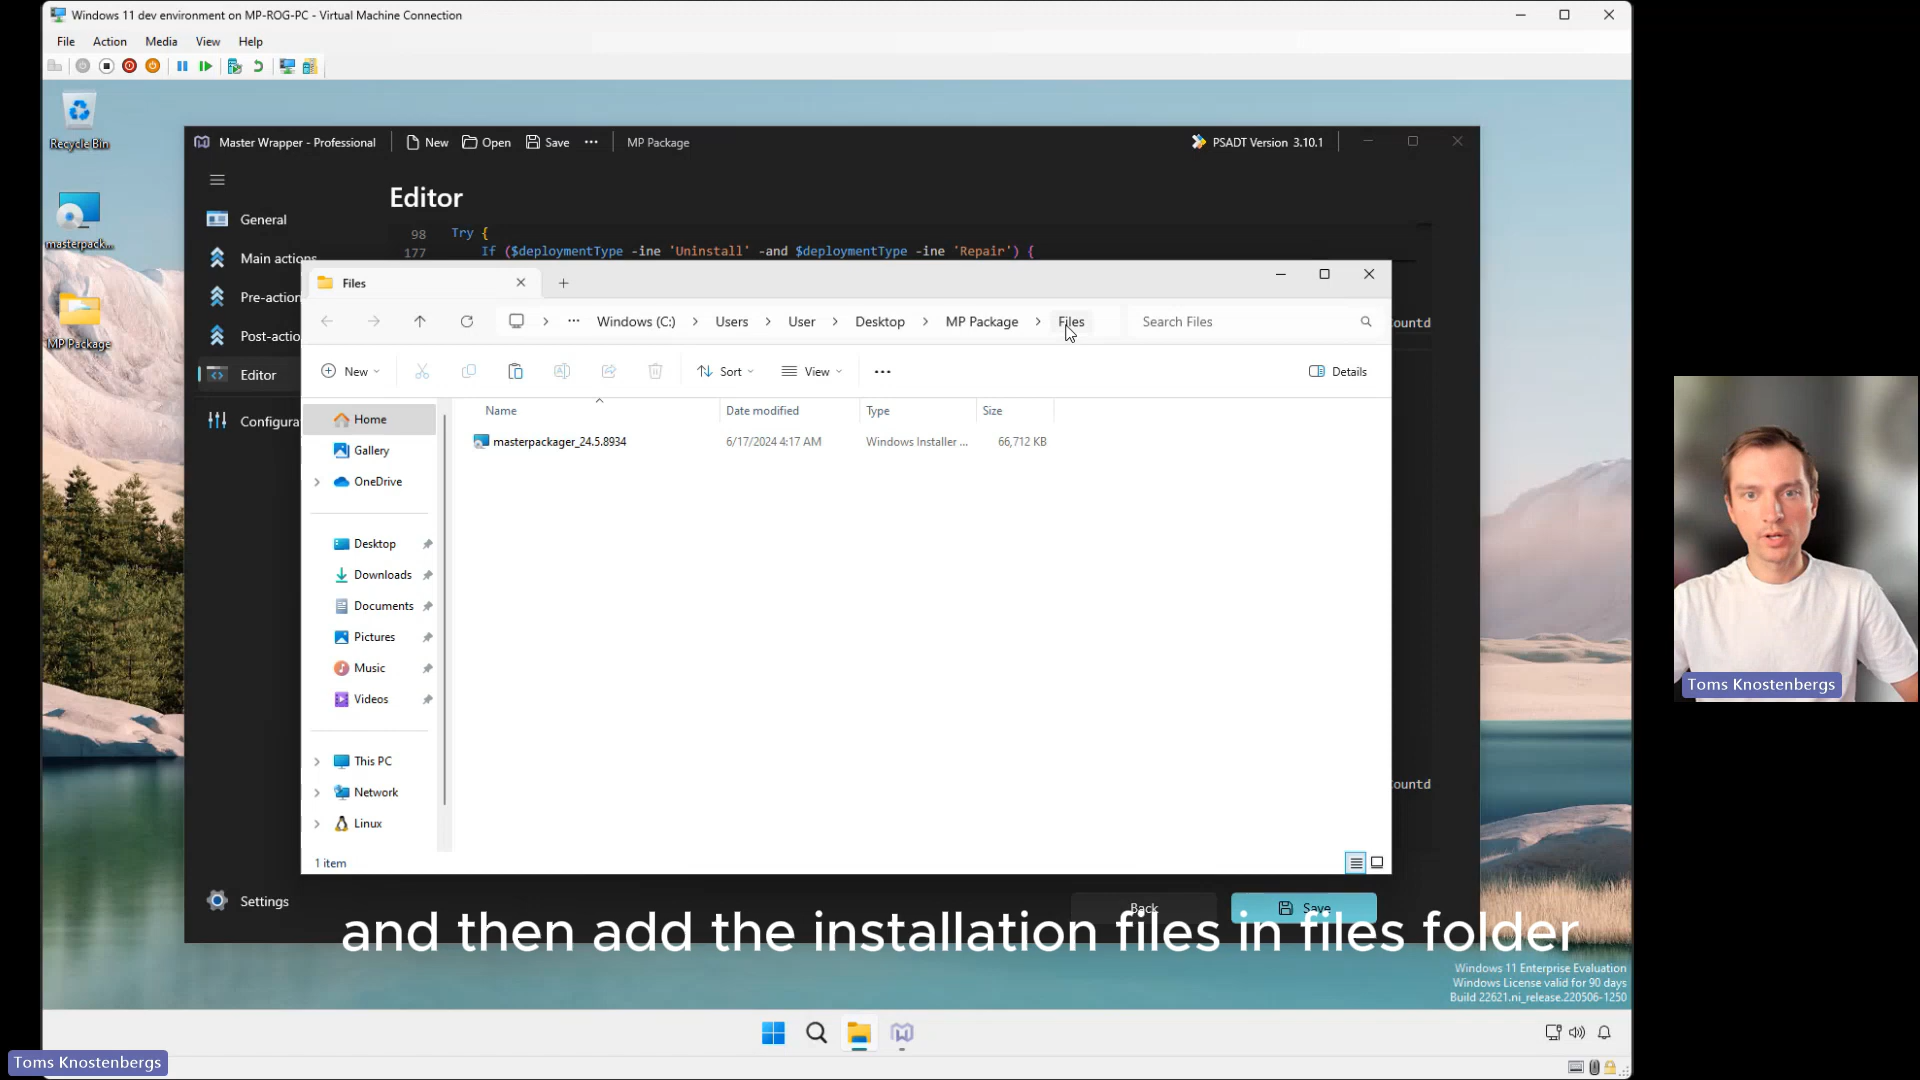 Windows 11 dev environment on MP-ROG-PC - Virtual Machine Connection
File Action Media View Help
Recycle Bin
masterpack...
MP Package
Master Wrapper - Professional New Open Save MP Package PSADT Version 3.10.1
General
Main actions
Pre-action
Post-actio
Editor
Configura
Settings
Editor
98 Try {
177 If ($deploymentType -ine 'Uninstall' -and $deploymentType -ine 'Repair') {
Countd
Countd
Files
Windows (C:) Users User Desktop MP Package Files
Search Files
New Sort View Details
Name Date modified Type Size
masterpackager_24.5.8934 6/17/2024 4:17 AM Windows Installer ... 66,712 KB
Home
Gallery
OneDrive
Desktop
Downloads
Documents
Pictures
Music
Videos
This PC
Network
Linux
1 item
Back Save
and then add the installation files in files folder
Windows 11 Enterprise Evaluation
Windows License valid for 90 days
Build 22621.ni_release.220506-1250
Toms Knostenbergs
Toms Knostenbergs